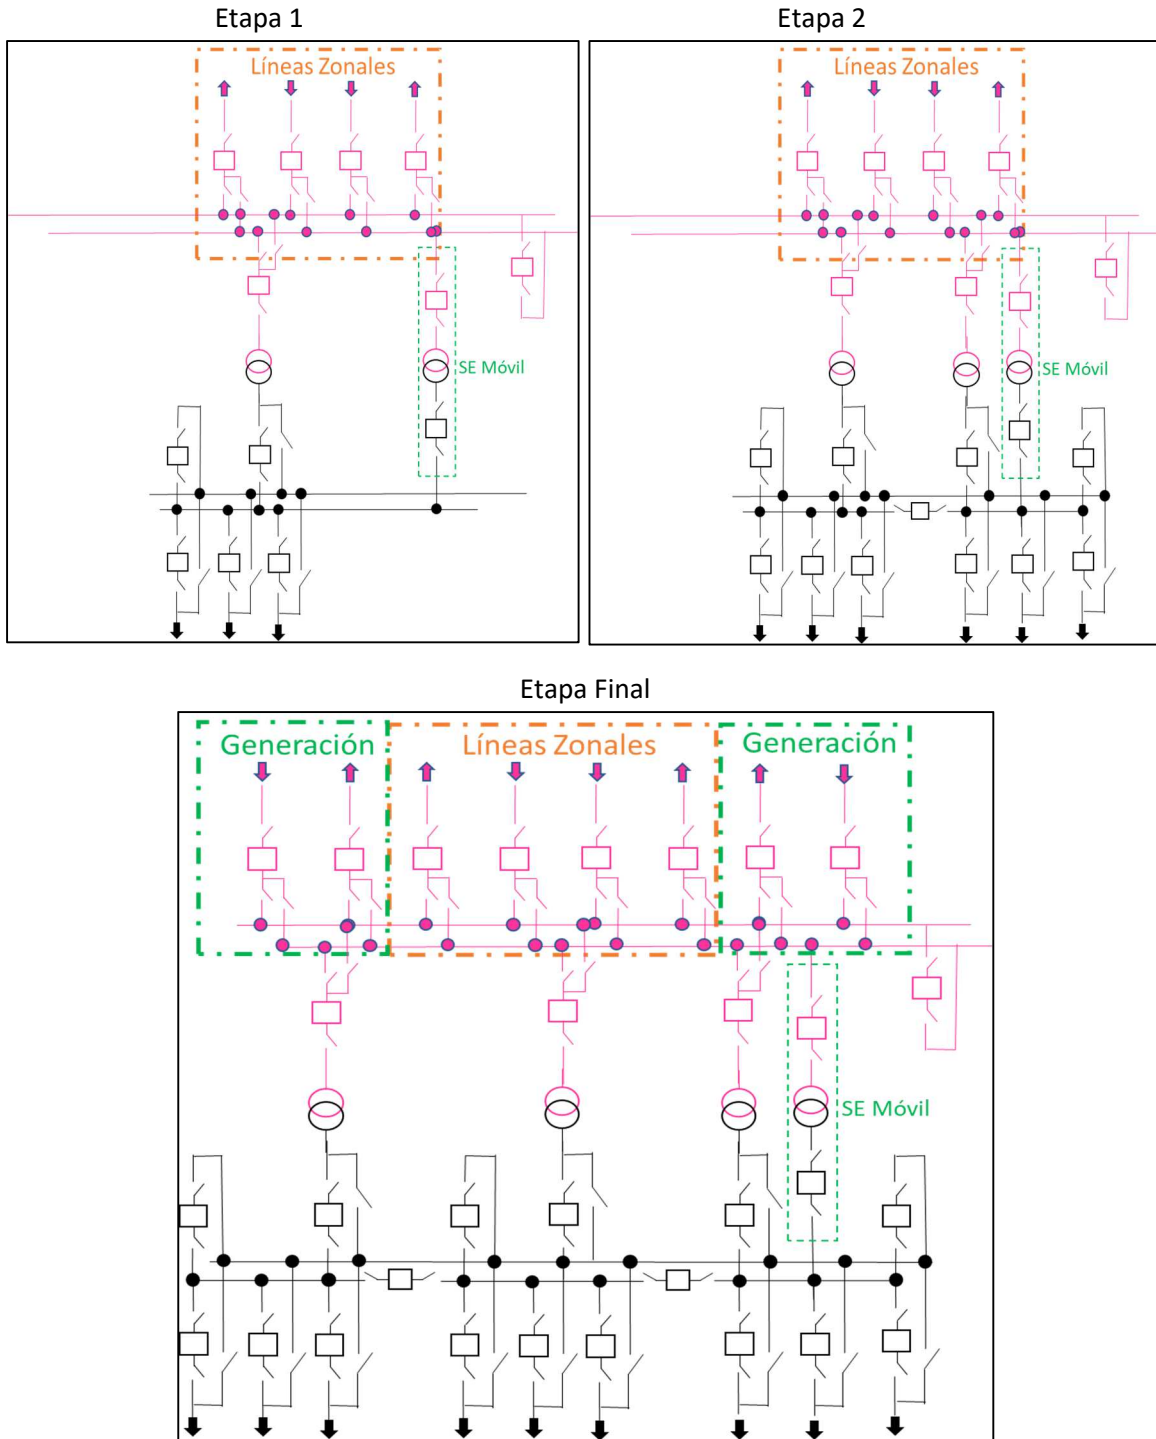 Etapa 1
Etapa 2
Líneas Zonales
SE Móvil
Líneas Zonales
SE Móvil
Etapa Final
Generación
Líneas Zonales
Generación
SE Móvil